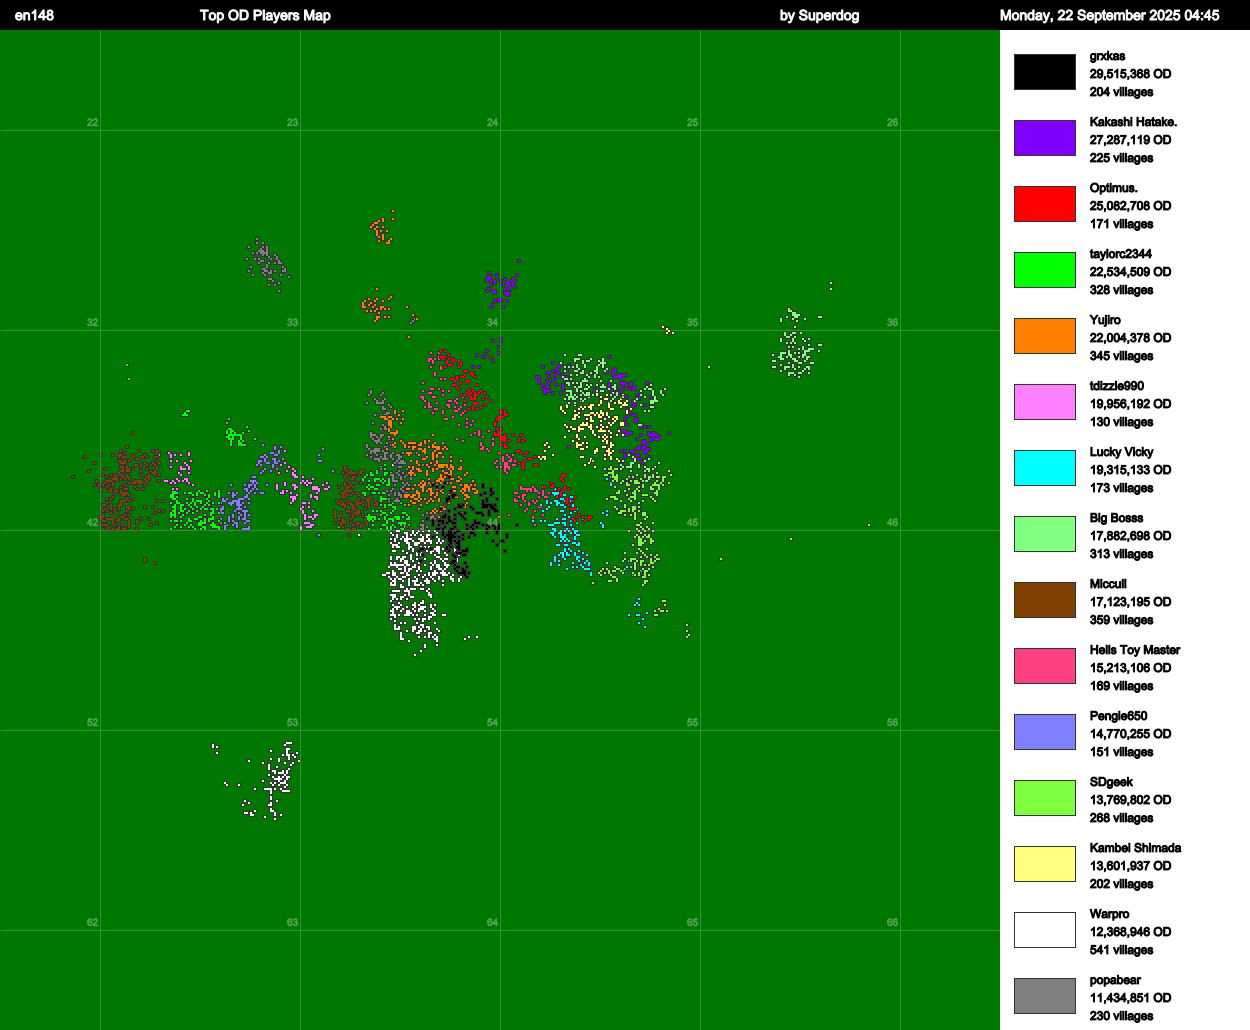 en148 Top OD Players Map by Superdog Monday, 22 September 2025 04:45
grxkas
29,515,368 OD
204 villages
22 23 24 25 26
Kakashi Hatake.
27,287,119 OD
225 villages
Optimus.
25,082,708 OD
171 villages
taylorc2344
22,534,509 OD
328 villages
32 33 34 35 36
Yujiro
22,004,378 OD
345 villages
tdizzle990
19,956,192 OD
130 villages
Lucky Vicky
19,315,133 OD
173 villages
42 43 44 45 46
Big Bosss
17,882,698 OD
313 villages
Miccull
17,123,195 OD
359 villages
Hells Toy Master
15,213,106 OD
169 villages
52 53 54 55 56
Pengie650
14,770,255 OD
151 villages
SDgeek
13,769,802 OD
268 villages
Kambei Shimada
13,601,937 OD
202 villages
62 63 64 65 66
Warpro
12,368,946 OD
541 villages
popabear
11,434,851 OD
230 villages